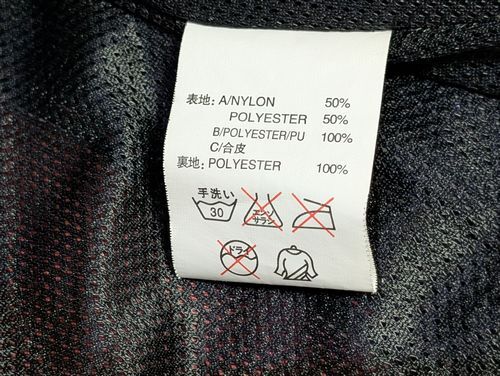 表地: A/NYLON 50%
POLYESTER 50%
B/POLYESTER/PU 100%
C/合皮
裏地: POLYESTER 100%
手洗い
30
エンソ
サラシ
ドライ